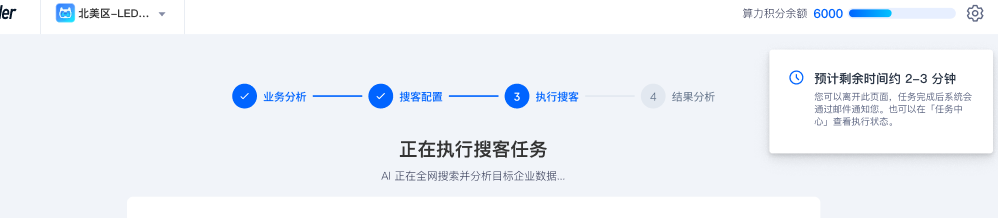 der
北美区-LED...
算力积分余额 6000
预计剩余时间约 2-3 分钟
您可以离开此页面，任务完成后系统会
通过邮件通知您。也可以在「任务中
心」查看执行状态。
业务分析
搜客配置
3 执行搜客
4 结果分析
正在执行搜客任务
AI 正在全网搜索并分析目标企业数据...